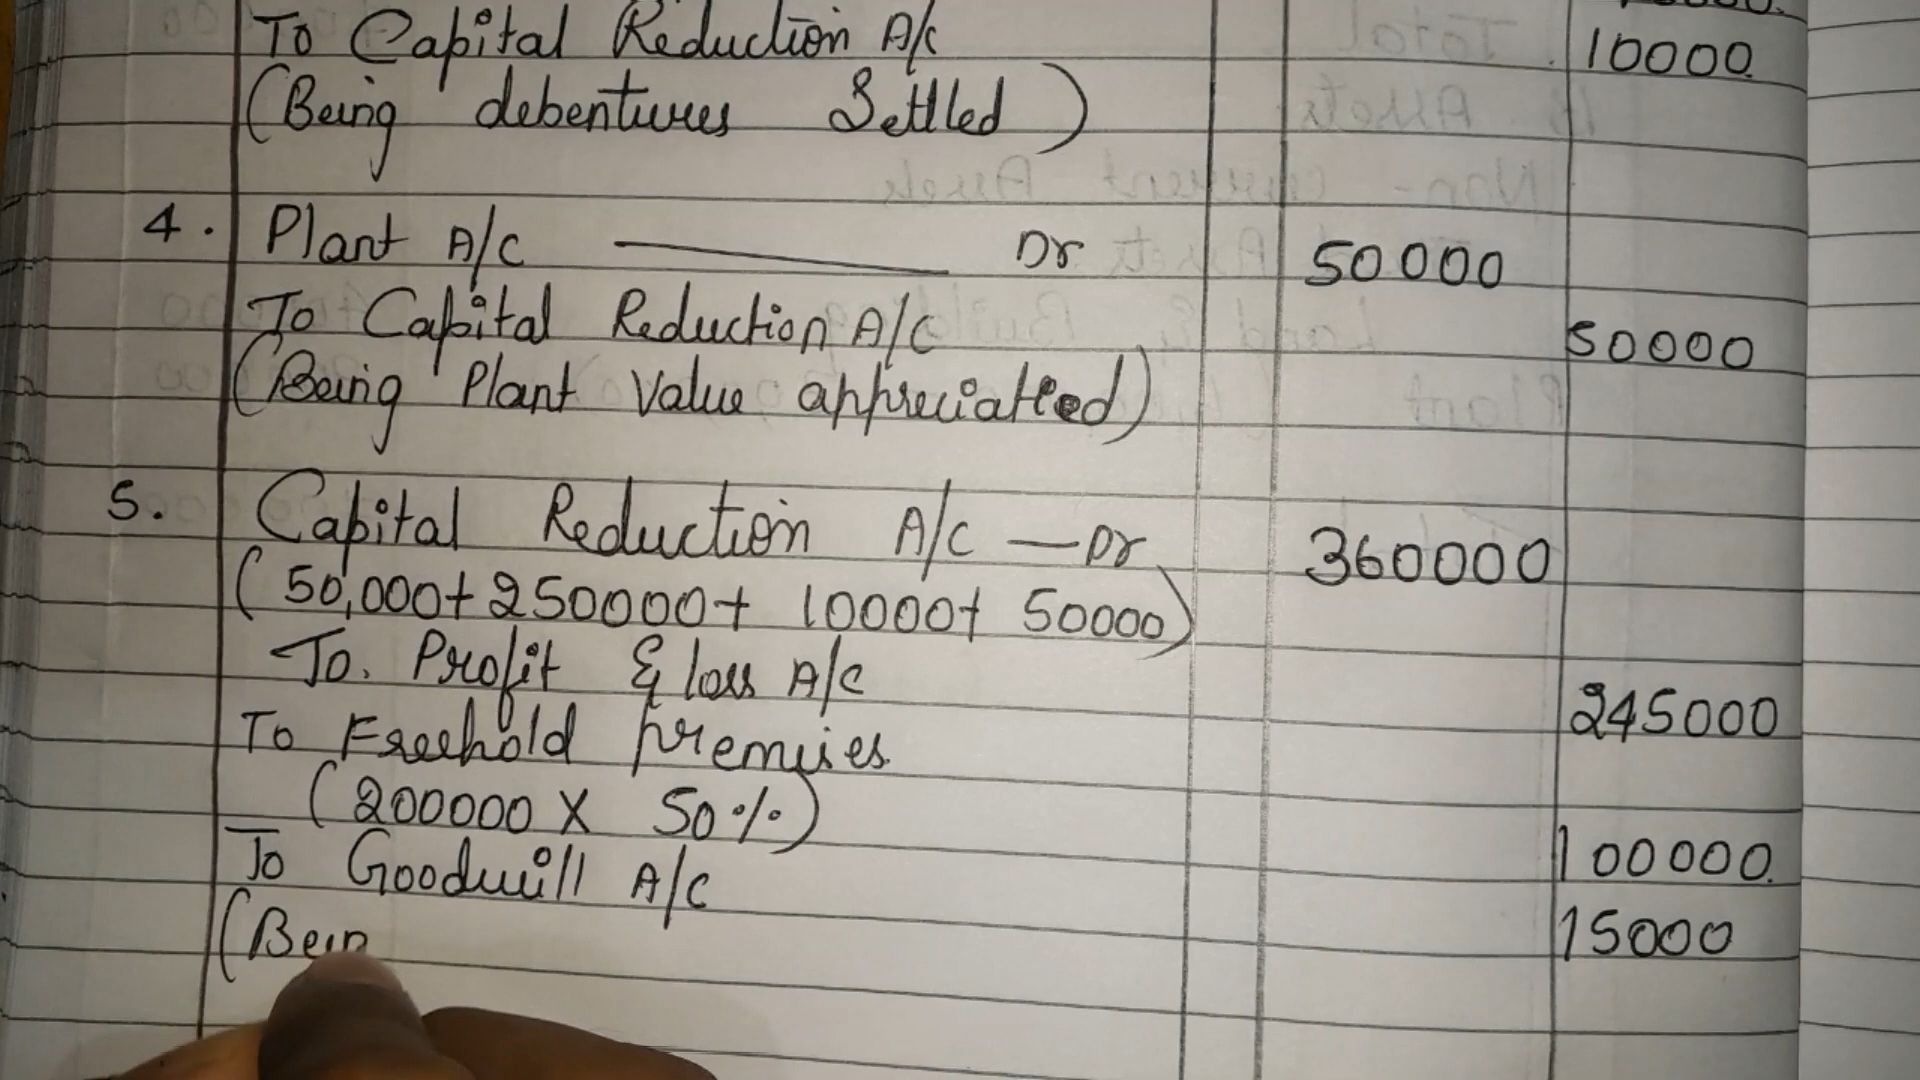 To Capital Reduction A/c 10000
(Being debentures Settled)
4. Plant A/C Dr 50000
To Capital Reduction A/C 50000
(Being Plant Value appreciatted)
5. Capital Reduction A/C — Dr 360000
(50,000+ 250000+ 10000+ 50000)
To. Profit & loss A/C 245000
To Freehold premises
(200000 X 50%) 100000
To Goodwill A/C 15000
(Bein